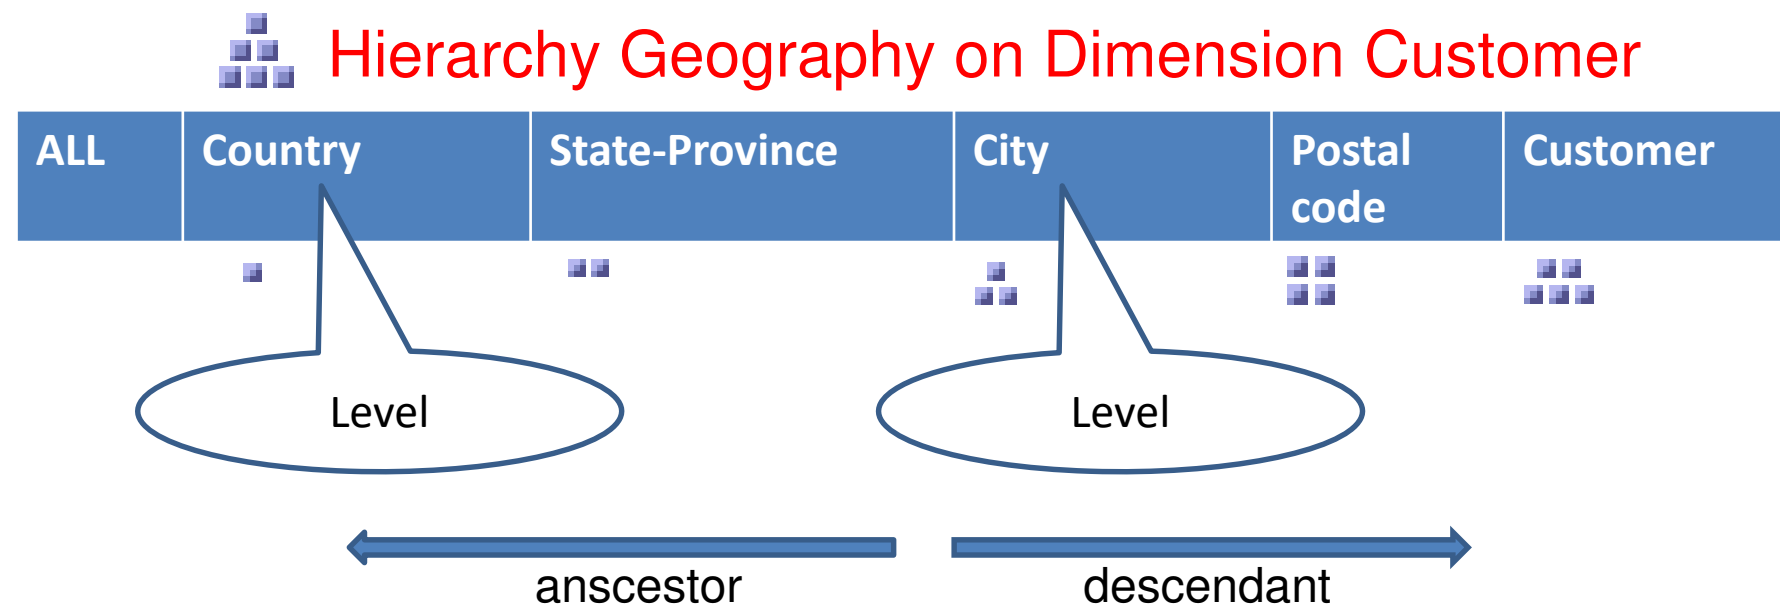 Hierarchy Geography on Dimension Customer
ALL Country State-Province City Postal code Customer
Level Level
anscestor descendant